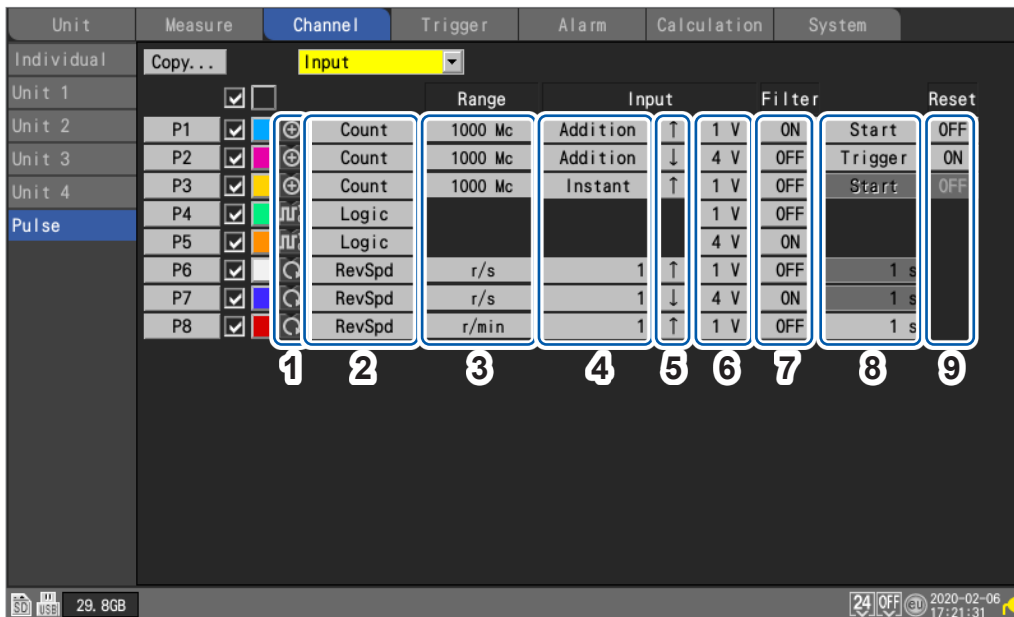 Unit Measure Channel Trigger Alarm Calculation System
Individual Copy... Input
Unit 1 Range Input Filter Reset
Unit 2 P1 Count 1000 Mc Addition ↑ 1 V ON Start OFF
Unit 3 P2 Count 1000 Mc Addition ↓ 4 V OFF Trigger ON
Unit 4 P3 Count 1000 Mc Instant ↑ 1 V OFF Start OFF
Pulse P4 Logic 1 V OFF
P5 Logic 4 V ON
P6 RevSpd r/s 1 ↑ 1 V OFF 1 s
P7 RevSpd r/s 1 ↓ 4 V ON 1 s
P8 RevSpd r/min 1 ↑ 1 V OFF 1 s
1 2 3 4 5 6 7 8 9
SD USB 29.8GB 24 OFF eu 2020-02-06
17:21:31